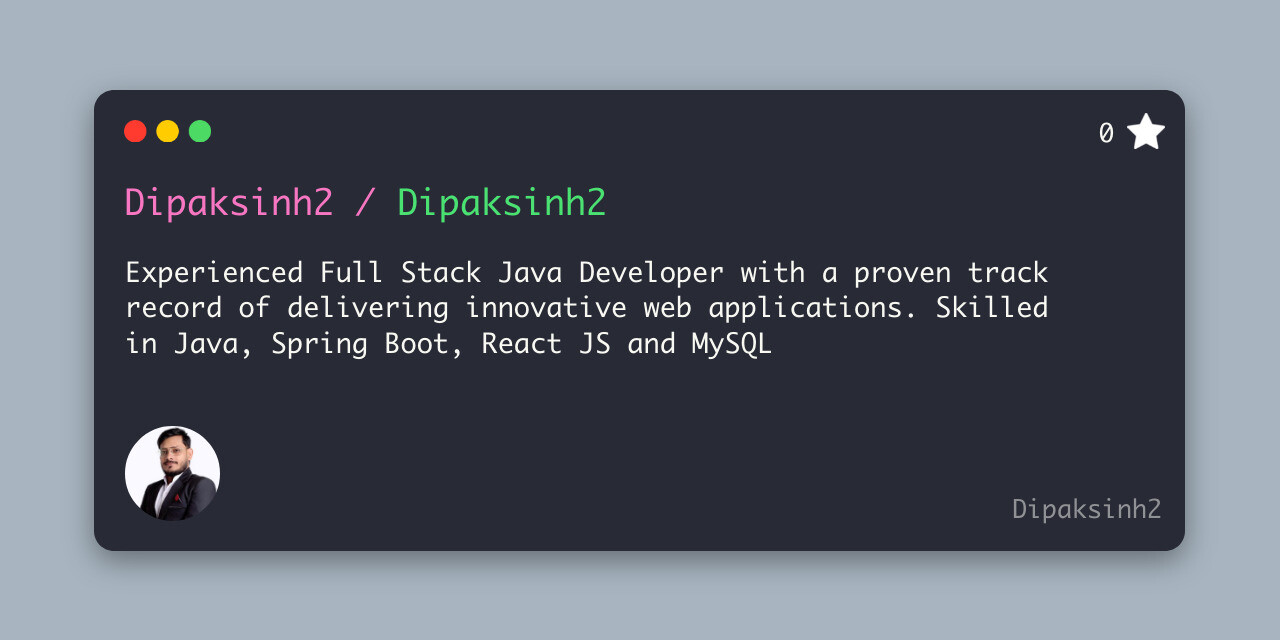 0
Dipaksinh2 / Dipaksinh2
Experienced Full Stack Java Developer with a proven track
record of delivering innovative web applications. Skilled
in Java, Spring Boot, React JS and MySQL
Dipaksinh2